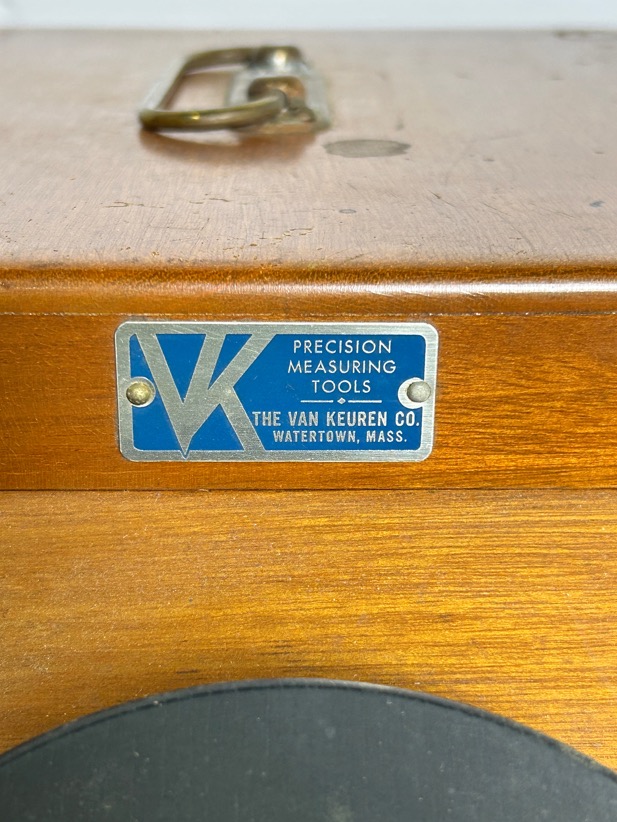 VK
PRECISION
MEASURING
TOOLS
THE VAN KEUREN CO.
WATERTOWN, MASS.